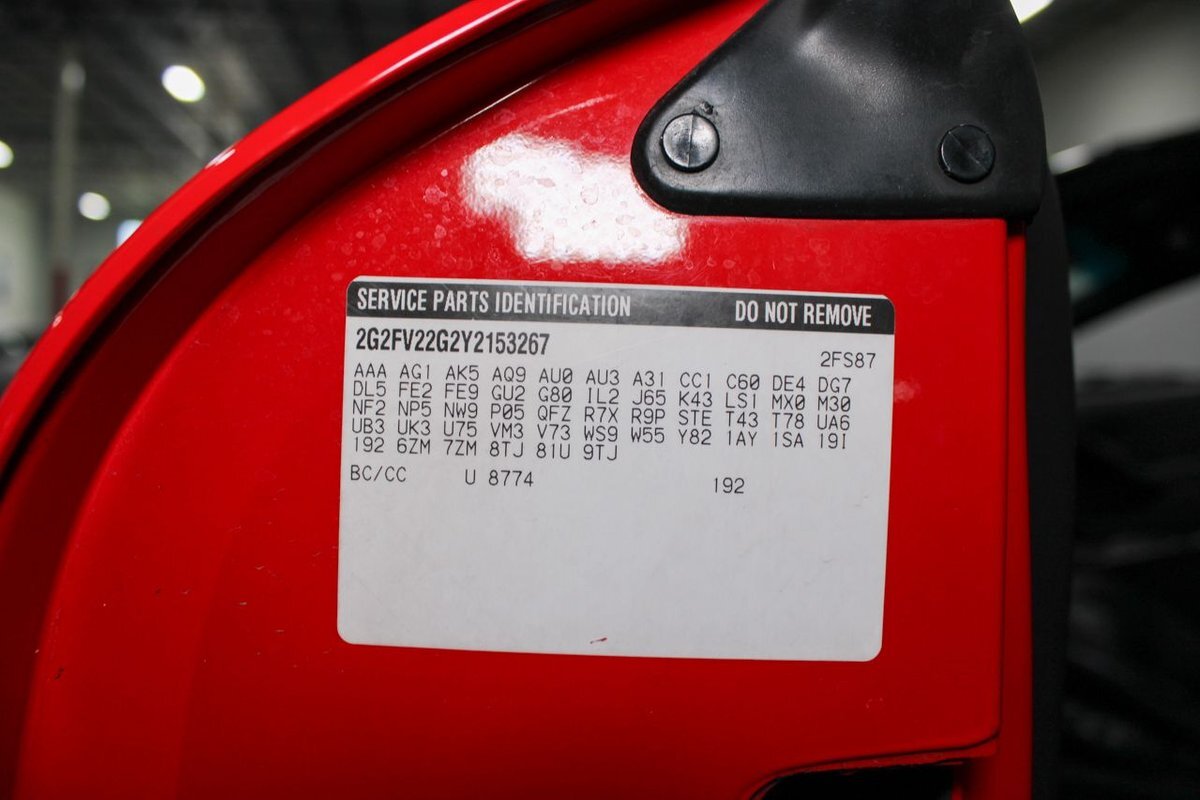 SERVICE PARTS IDENTIFICATION DO NOT REMOVE
2G2FV22G2Y2153267 2FS87
AAA AG1 AK5 AQ9 AU0 AU3 A31 CC1 C60 DE4 DG7
DL5 FE2 FE9 GU2 G80 IL2 J65 K43 LS1 MX0 M30
NF2 NP5 NW9 P05 QFZ R7X R9P STE T43 T78 UA6
UB3 UK3 U75 VM3 V73 WS9 W55 Y82 1AY 1SA 19I
192 6ZM 7ZM 8TJ 81U 9TJ
BC/CC U 8774 192